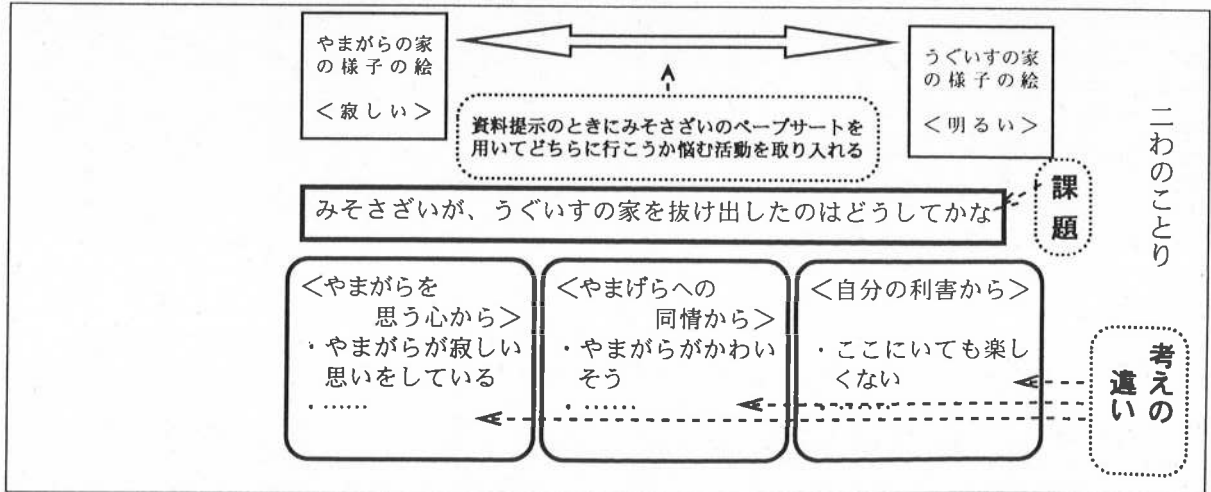 二わのことり
やまがらの家
の様子の絵
＜寂しい＞
うぐいすの家
の様子の絵
＜明るい＞
資料提示のときにみそさざいのペープサートを
用いてどちらに行こうか悩む活動を取り入れる
課題
みそさざいが、うぐいすの家を抜け出したのはどうしてかな
＜やまがらを
思う心から＞
・やまがらが寂しい
思いをしている
・……
＜やまげらへの
同情から＞
・やまがらがかわい
そう
・……
＜自分の利害から＞
・ここにいても楽し
くない
・……
考えの
違い